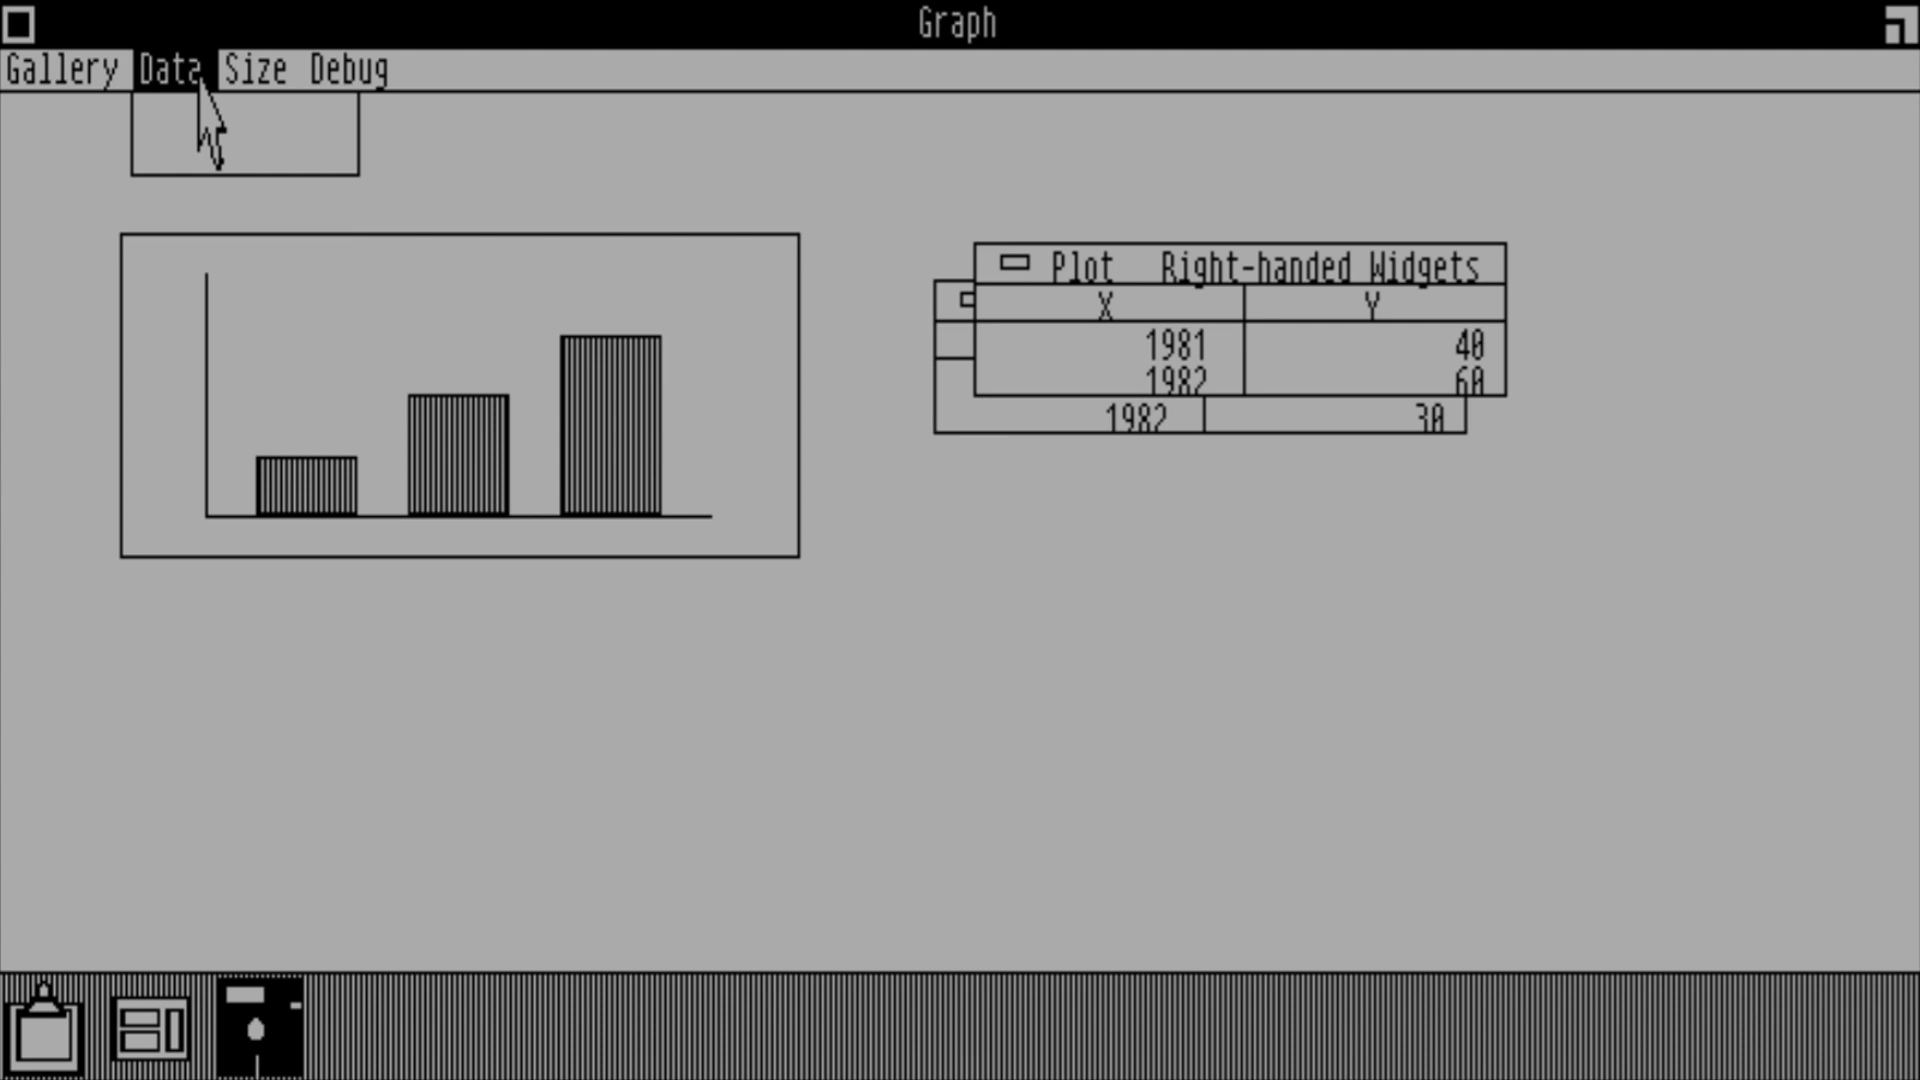 Graph
Gallery Data Size Debug
Plot Right-handed Widgets
X Y
1981 40
1982 60
1982 30